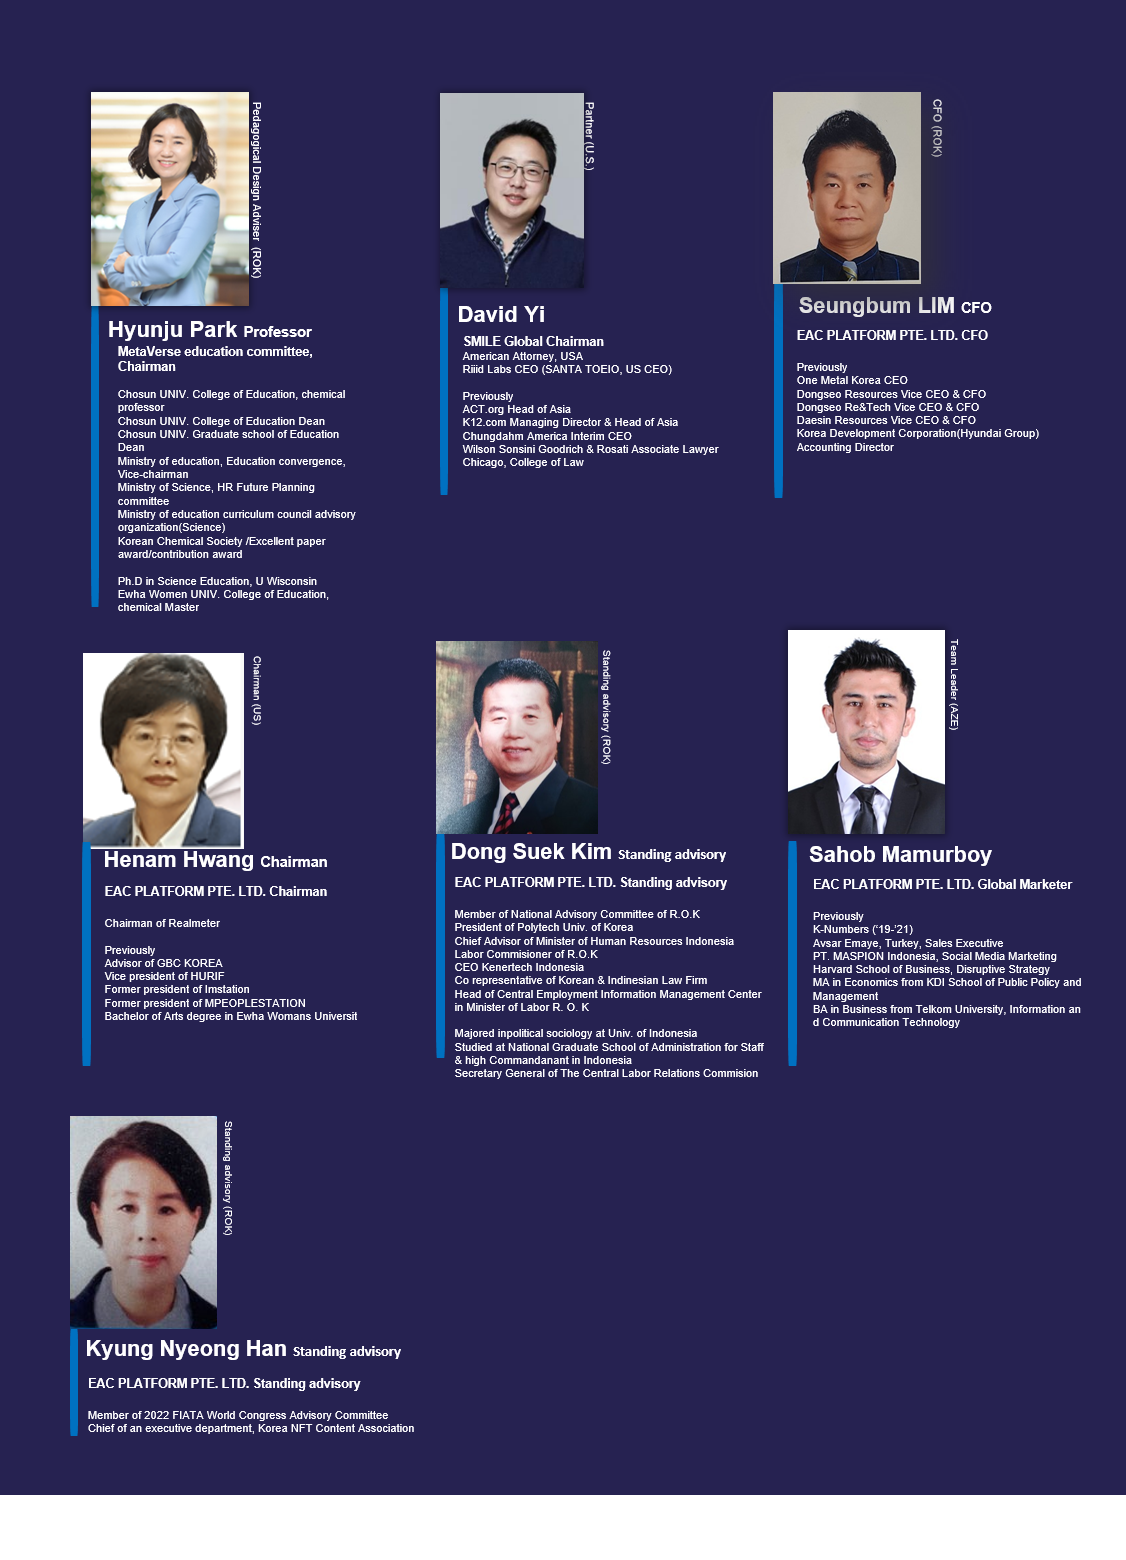 Pedagogical Design Adviser (ROK)
Hyunju Park Professor
MetaVerse education committee,
Chairman
Chosun UNIV. College of Education, chemical
professor
Chosun UNIV. College of Education Dean
Chosun UNIV. Graduate school of Education
Dean
Ministry of education, Education convergence,
Vice-chairman
Ministry of Science, HR Future Planning
committee
Ministry of education curriculum council advisory
organization(Science)
Korean Chemical Society /Excellent paper
award/contribution award
Ph.D in Science Education, U Wisconsin
Ewha Women UNIV. College of Education,
chemical Master
Partner (U.S.)
David Yi
SMILE Global Chairman
American Attorney, USA
Riiid Labs CEO (SANTA TOEIO, US CEO)
Previously
ACT.org Head of Asia
K12.com Managing Director & Head of Asia
Chungdahm America Interim CEO
Wilson Sonsini Goodrich & Rosati Associate Lawyer
Chicago, College of Law
CFO (ROK)
Seungbum LIM CFO
EAC PLATFORM PTE. LTD. CFO
Previously
One Metal Korea CEO
Dongseo Resources Vice CEO & CFO
Dongseo Re&Tech Vice CEO & CFO
Daesin Resources Vice CEO & CFO
Korea Development Corporation(Hyundai Group)
Accounting Director
Chairman (US)
Henam Hwang Chairman
EAC PLATFORM PTE. LTD. Chairman
Chairman of Realmeter
Previously
Advisor of GBC KOREA
Vice president of HURIF
Former president of Imstation
Former president of MPEOPLESTATION
Bachelor of Arts degree in Ewha Womans Universit
Standing advisory (ROK)
Dong Suek Kim Standing advisory
EAC PLATFORM PTE. LTD. Standing advisory
Member of National Advisory Committee of R.O.K
President of Polytech Univ. of Korea
Chief Advisor of Minister of Human Resources Indonesia
Labor Commisioner of R.O.K
CEO Kenertech Indonesia
Co representative of Korean & Indinesian Law Firm
Head of Central Employment Information Management Center
in Minister of Labor R. O. K
Majored inpolitical sociology at Univ. of Indonesia
Studied at National Graduate School of Administration for Staff
& high Commandanant in Indonesia
Secretary General of The Central Labor Relations Commision
Team Leader (AZE)
Sahob Mamurboy
EAC PLATFORM PTE. LTD. Global Marketer
Previously
K-Numbers (‘19-’21)
Avsar Emaye, Turkey, Sales Executive
PT. MASPION Indonesia, Social Media Marketing
Harvard School of Business, Disruptive Strategy
MA in Economics from KDI School of Public Policy and
Management
BA in Business from Telkom University, Information an
d Communication Technology
Standing advisory (ROK)
Kyung Nyeong Han Standing advisory
EAC PLATFORM PTE. LTD. Standing advisory
Member of 2022 FIATA World Congress Advisory Committee
Chief of an executive department, Korea NFT Content Association